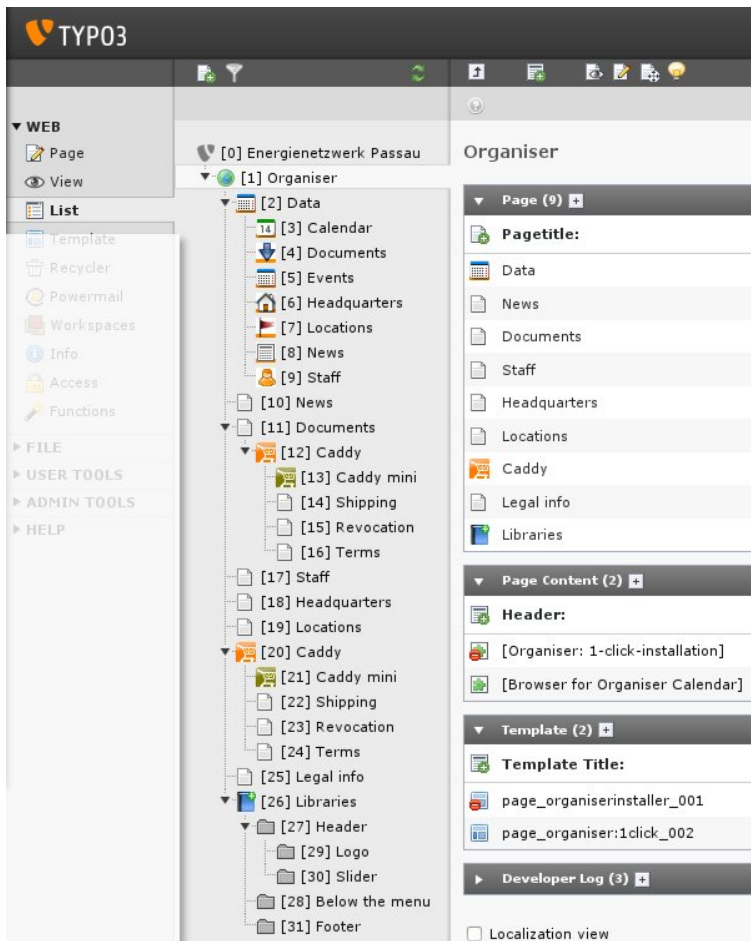 TYPO3
WEB
Page
View
List
Template
Recycler
Powermail
Workspaces
Info
Access
Functions
FILE
USER TOOLS
ADMIN TOOLS
HELP
[0] Energienetzwerk Passau
[1] Organiser
[2] Data
14 [3] Calendar
[4] Documents
[5] Events
[6] Headquarters
[7] Locations
[8] News
[9] Staff
[10] News
[11] Documents
[12] Caddy
[13] Caddy mini
[14] Shipping
[15] Revocation
[16] Terms
[17] Staff
[18] Headquarters
[19] Locations
[20] Caddy
[21] Caddy mini
[22] Shipping
[23] Revocation
[24] Terms
[25] Legal info
[26] Libraries
[27] Header
[29] Logo
[30] Slider
[28] Below the menu
[31] Footer
Organiser
Page (9)
Pagetitle:
Data
News
Documents
Staff
Headquarters
Locations
Caddy
Legal info
Libraries
Page Content (2)
Header:
[Organiser: 1-click-installation]
[Browser for Organiser Calendar]
Template (2)
Template Title:
page_organiserinstaller_001
page_organiser:1click_002
Developer Log (3)
Localization view